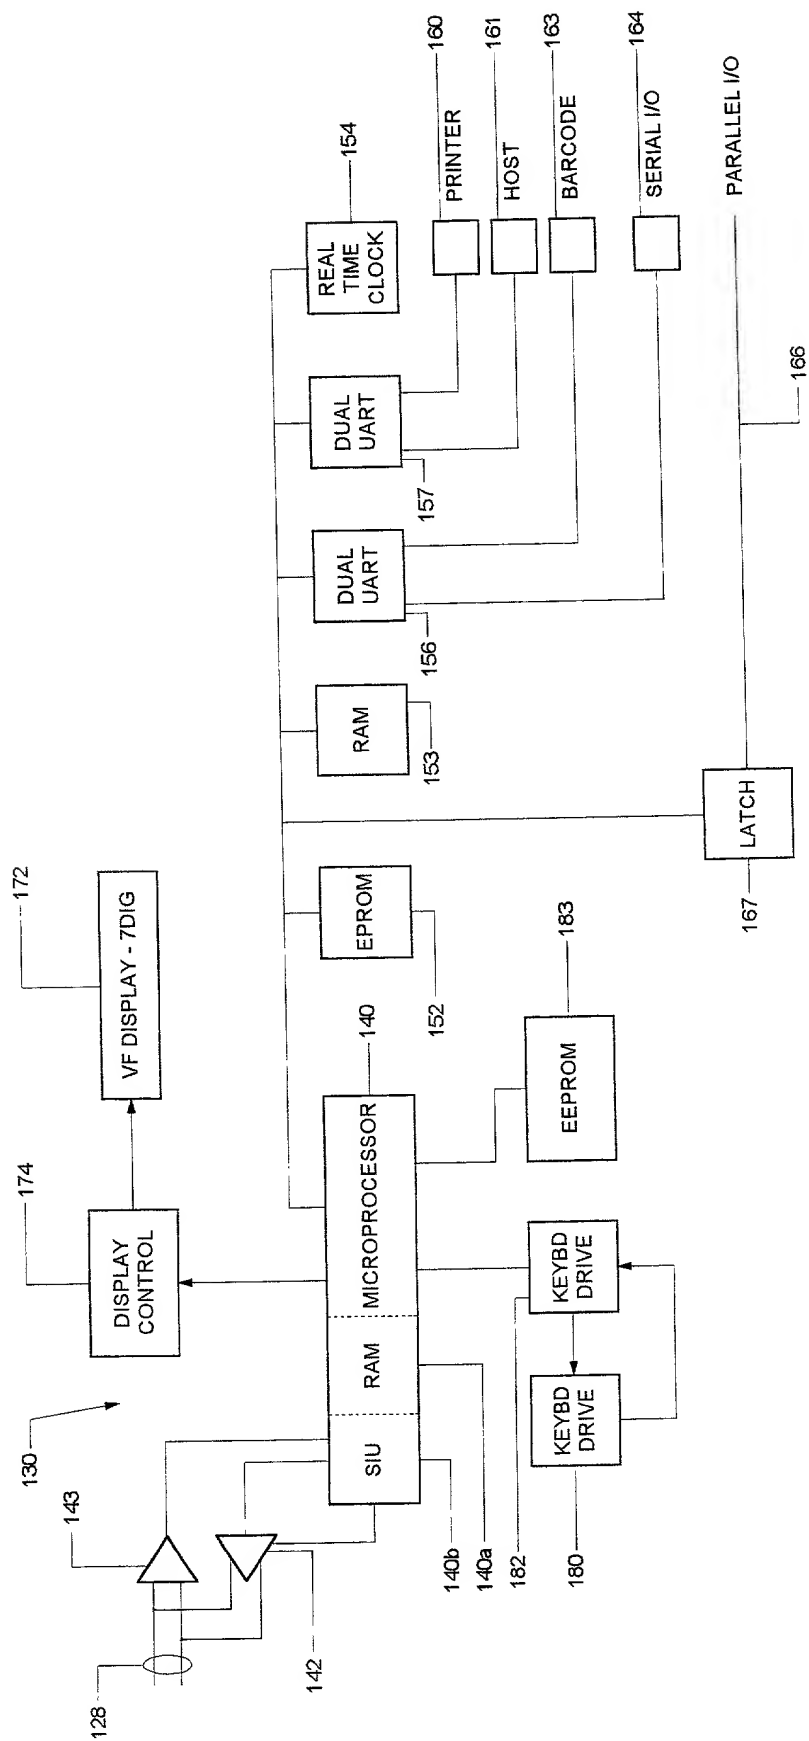 128
143
130
174
172
142
DISPLAY
CONTROL
VF DISPLAY - 7DIG
SIU
RAM
MICROPROCESSOR
140
140b
140a
EPROM
152
RAM
153
DUAL
UART
156
DUAL
UART
157
REAL
TIME
CLOCK
154
182
180
KEYBD
DRIVE
KEYBD
DRIVE
EEPROM
183
PRINTER
160
HOST
161
BARCODE
163
SERIAL I/O
164
LATCH
167
PARALLEL I/O
166